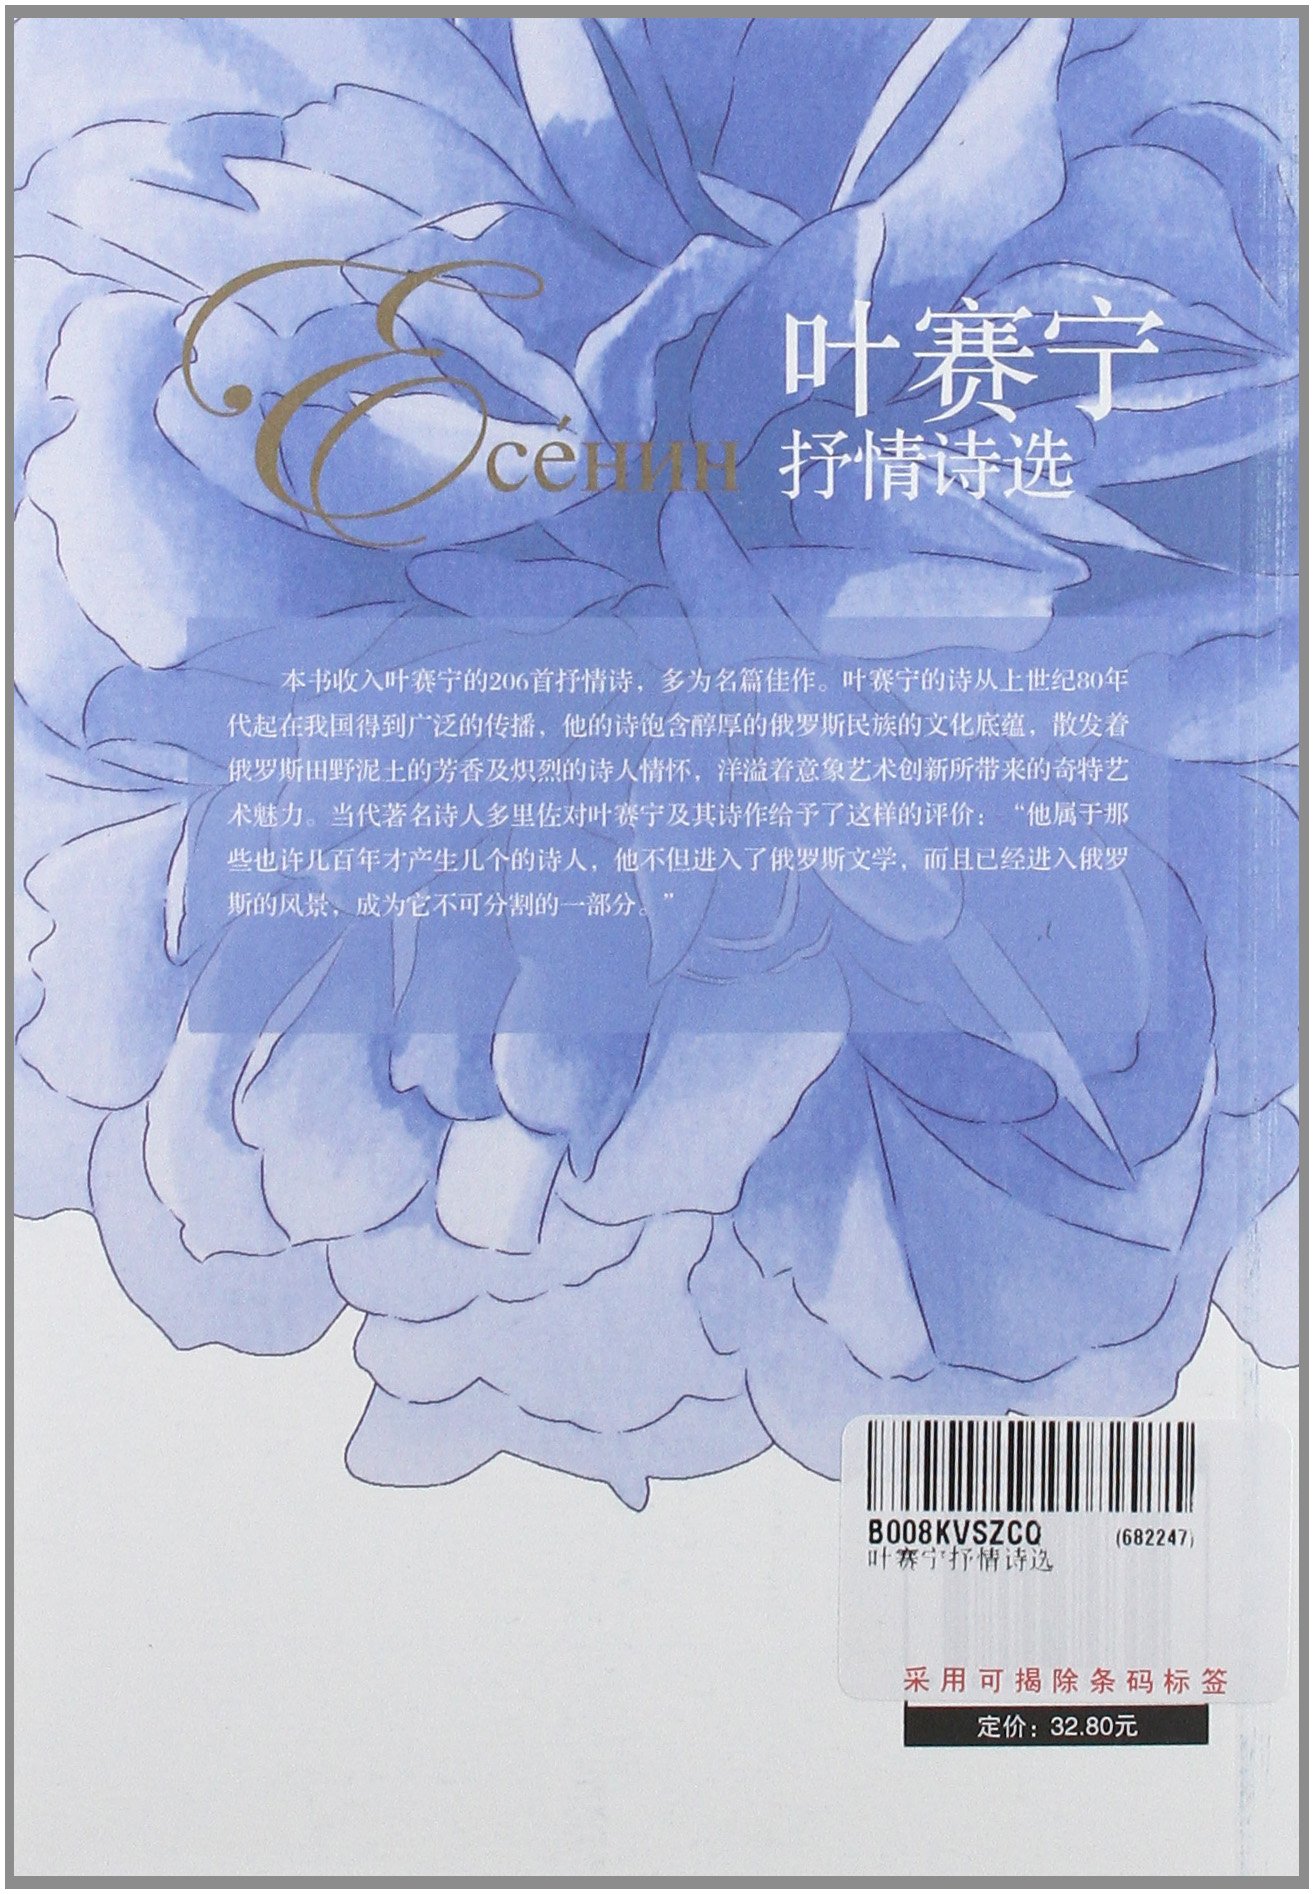 Есе́нин
叶赛宁
抒情诗选
本书收入叶赛宁的206首抒情诗，多为名篇佳作。叶赛宁的诗从上世纪80年
代起在我国得到广泛的传播，他的诗饱含醇厚的俄罗斯民族的文化底蕴，散发着
俄罗斯田野泥土的芳香及炽烈的诗人情怀，洋溢着意象艺术创新所带来的奇特艺
术魅力。当代著名诗人多里佐对叶赛宁及其诗作给予了这样的评价：“他属于那
些也许几百年才产生几个的诗人，他不但进入了俄罗斯文学，而且已经进入俄罗
斯的风景，成为它不可分割的一部分。”
B008KVSZCQ (682247)
叶赛宁抒情诗选
采用可揭除条码标签
定价：32.80元